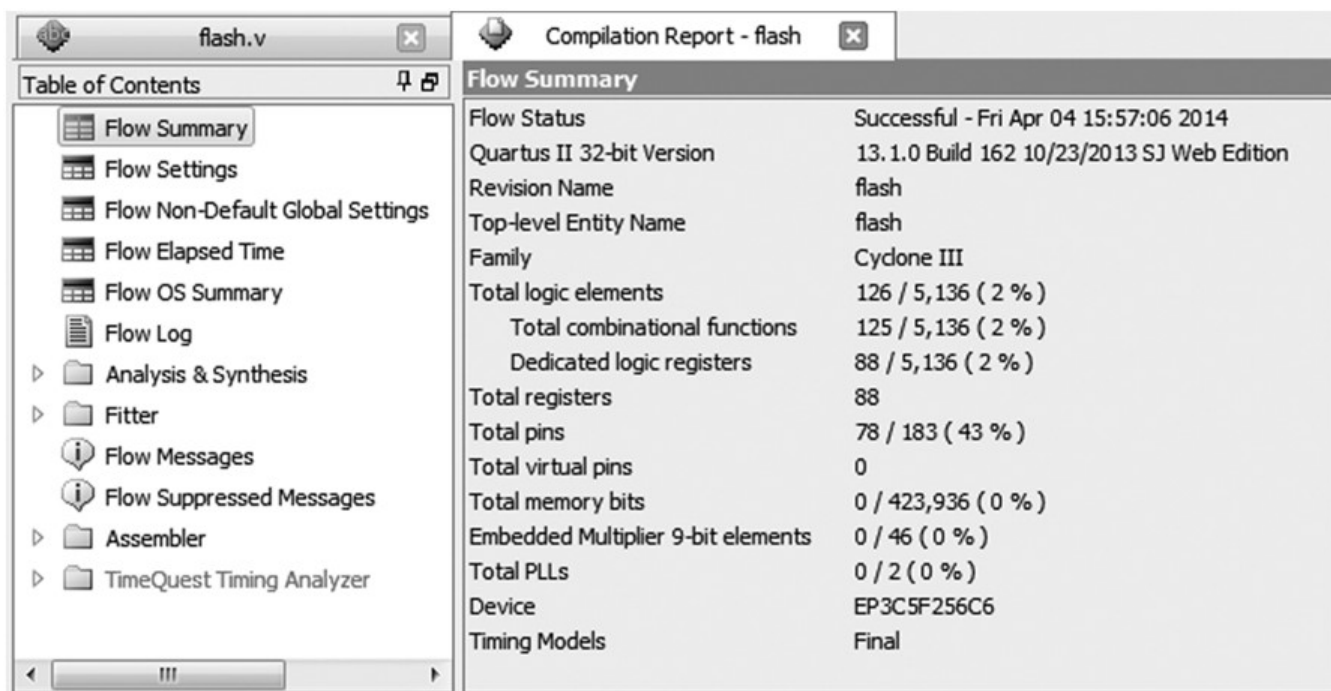 flash.v
Compilation Report - flash
Table of Contents
Flow Summary
Flow Settings
Flow Non-Default Global Settings
Flow Elapsed Time
Flow OS Summary
Flow Log
Analysis & Synthesis
Fitter
Flow Messages
Flow Suppressed Messages
Assembler
TimeQuest Timing Analyzer
Flow Summary
Flow Status Successful - Fri Apr 04 15:57:06 2014
Quartus II 32-bit Version 13.1.0 Build 162 10/23/2013 SJ Web Edition
Revision Name flash
Top-level Entity Name flash
Family Cyclone III
Total logic elements 126 / 5,136 ( 2 % )
Total combinational functions 125 / 5,136 ( 2 % )
Dedicated logic registers 88 / 5,136 ( 2 % )
Total registers 88
Total pins 78 / 183 ( 43 % )
Total virtual pins 0
Total memory bits 0 / 423,936 ( 0 % )
Embedded Multiplier 9-bit elements 0 / 46 ( 0 % )
Total PLLs 0 / 2 ( 0 % )
Device EP3C5F256C6
Timing Models Final